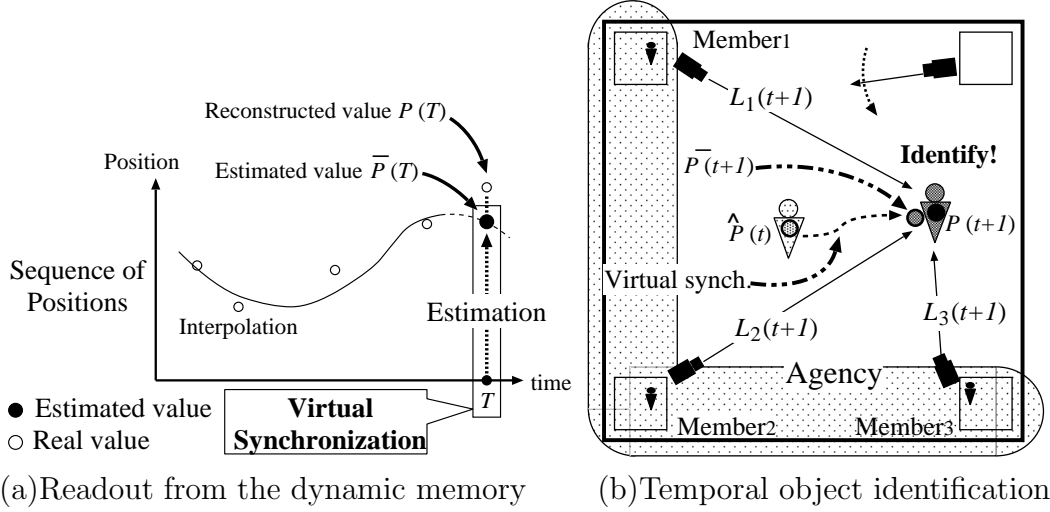 Reconstructed value P (T)
Position
Estimated value P̅ (T)
Sequence of
Positions
Interpolation
Estimation
time
T
Virtual
Synchronization
● Estimated value
○ Real value
(a)Readout from the dynamic memory
Member1
L1(t+1)
Identify!
P̅(t+1)
P̂(t)
P(t+1)
Virtual synch.
L2(t+1)
L3(t+1)
Agency
Member2
Member3
(b)Temporal object identification